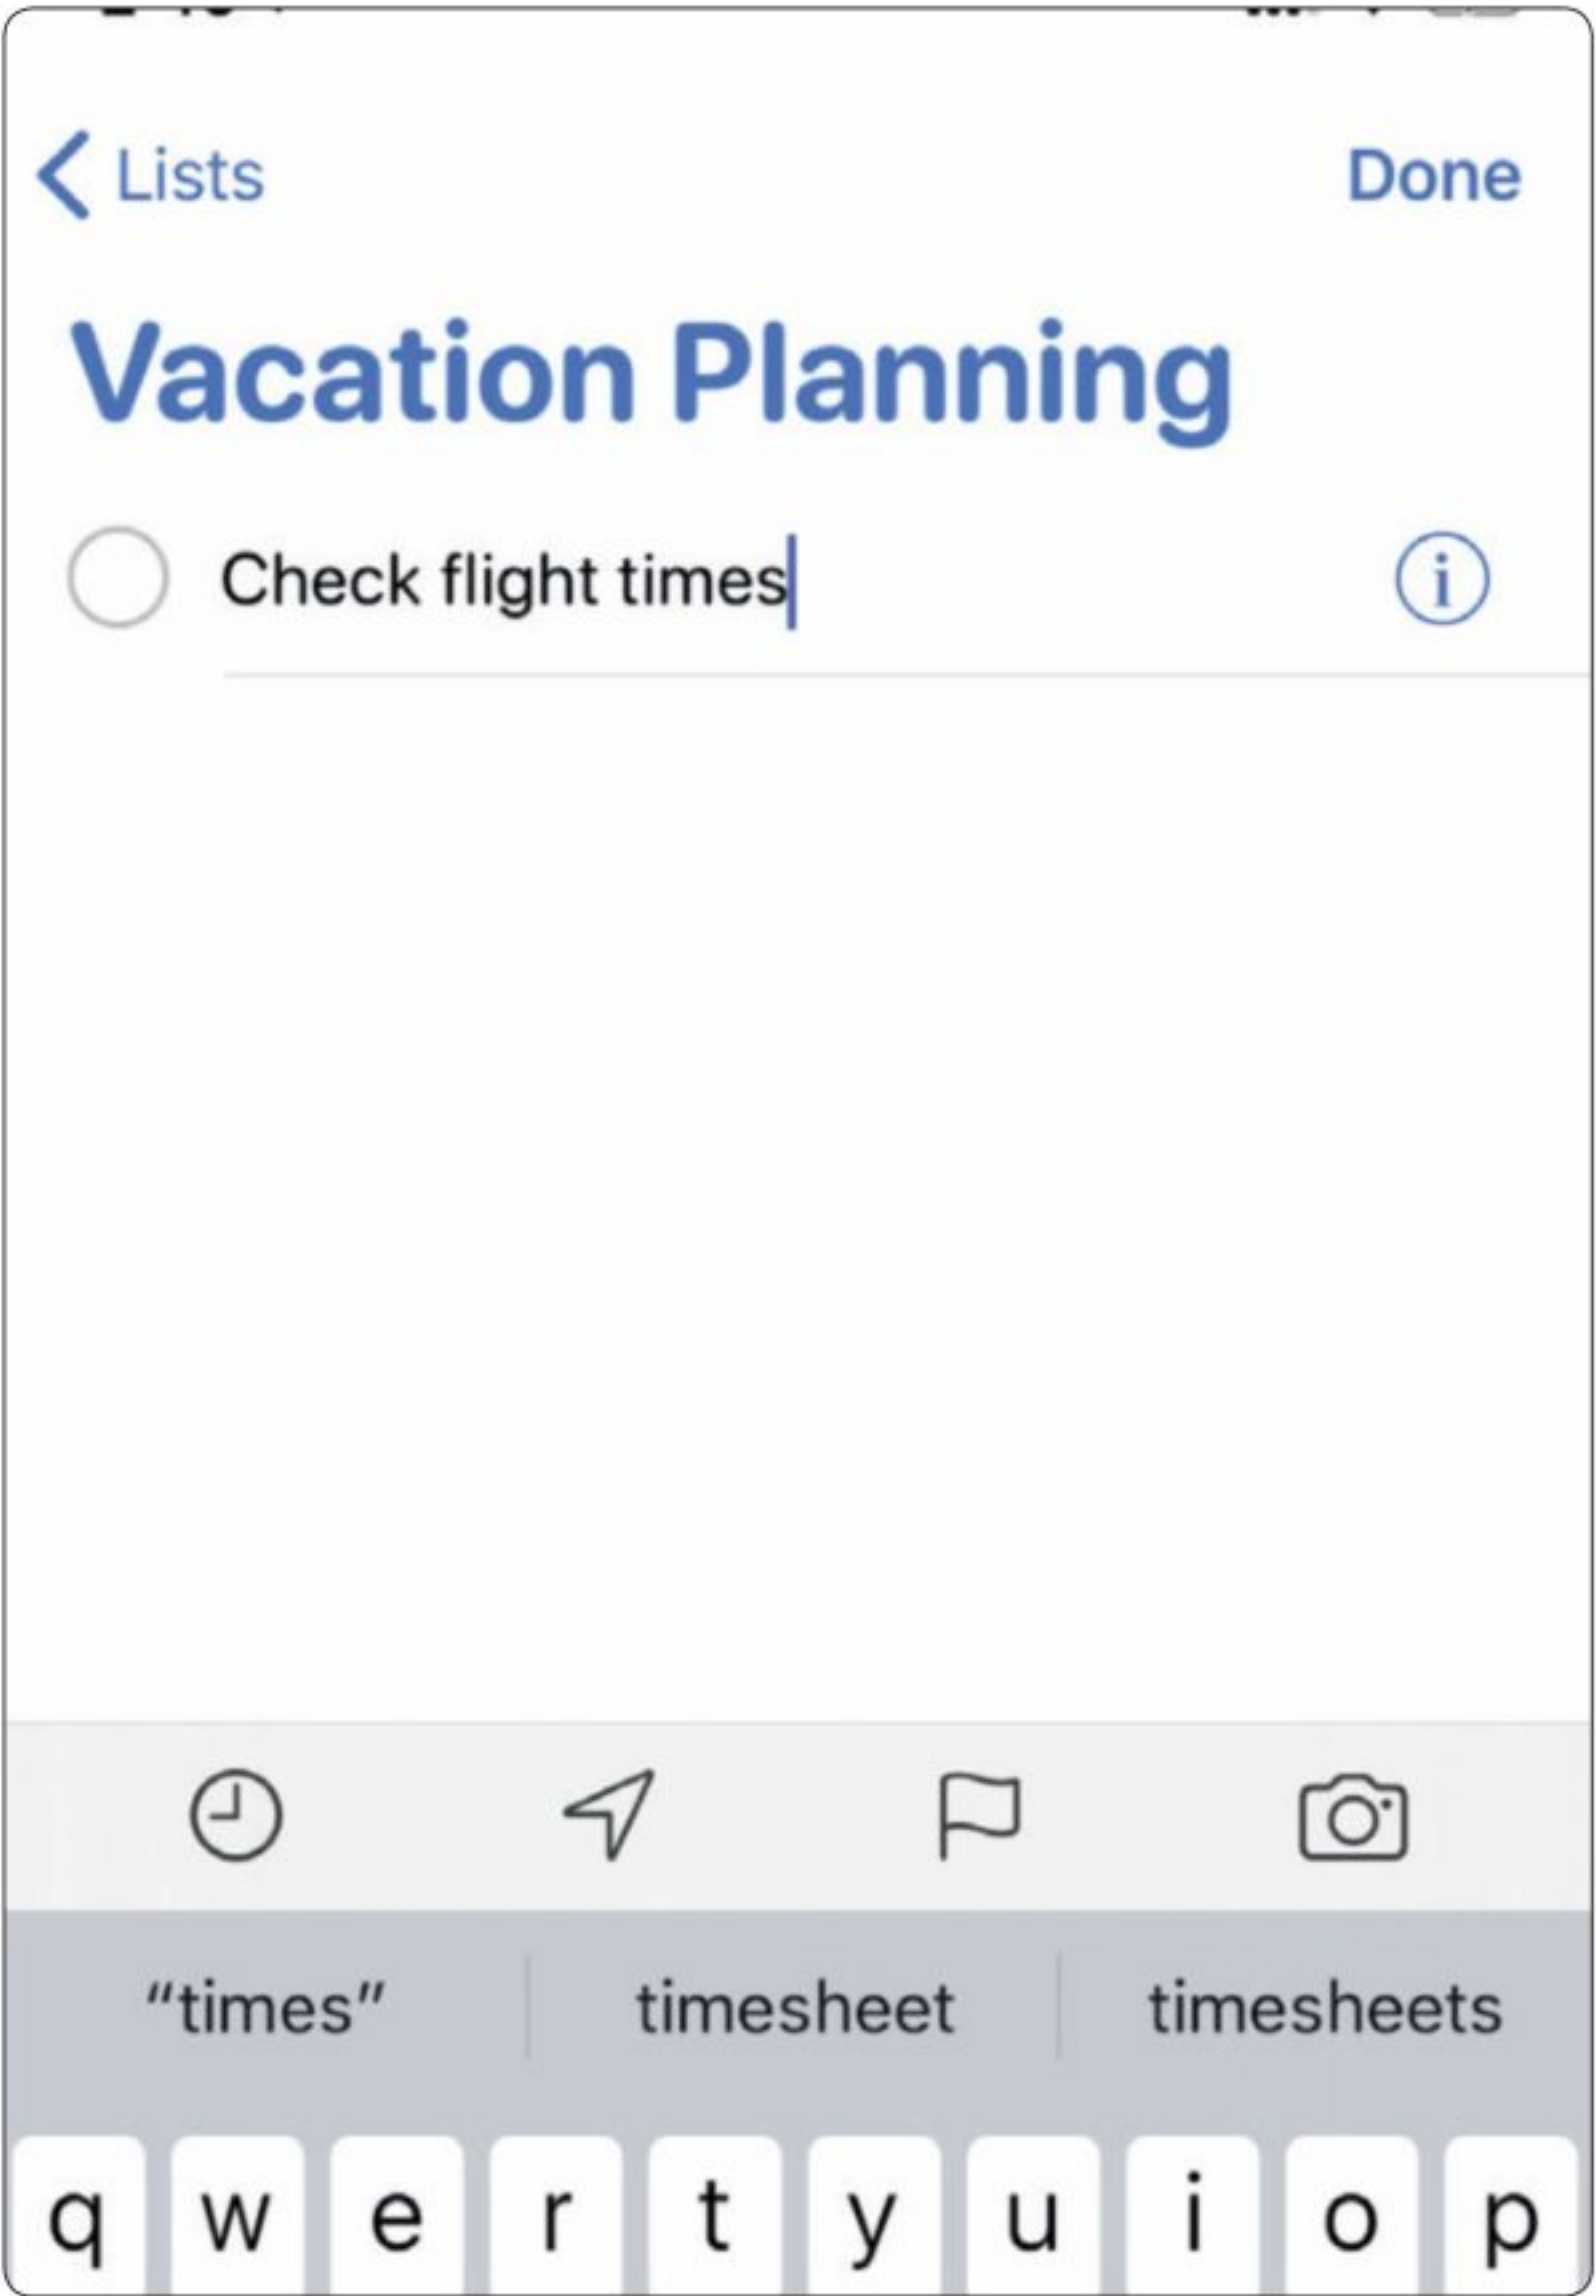 Lists
Done
Vacation Planning
Check flight times
“times” timesheet timesheets
q w e r t y u i o p